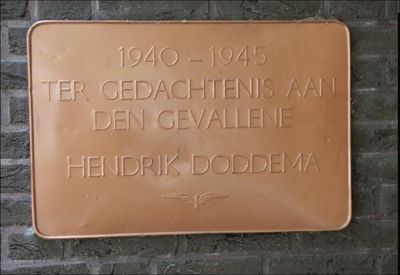 1940 – 1945
TER GEDACHTENIS AAN
DEN GEVALLENE
HENDRIK DODDEMA